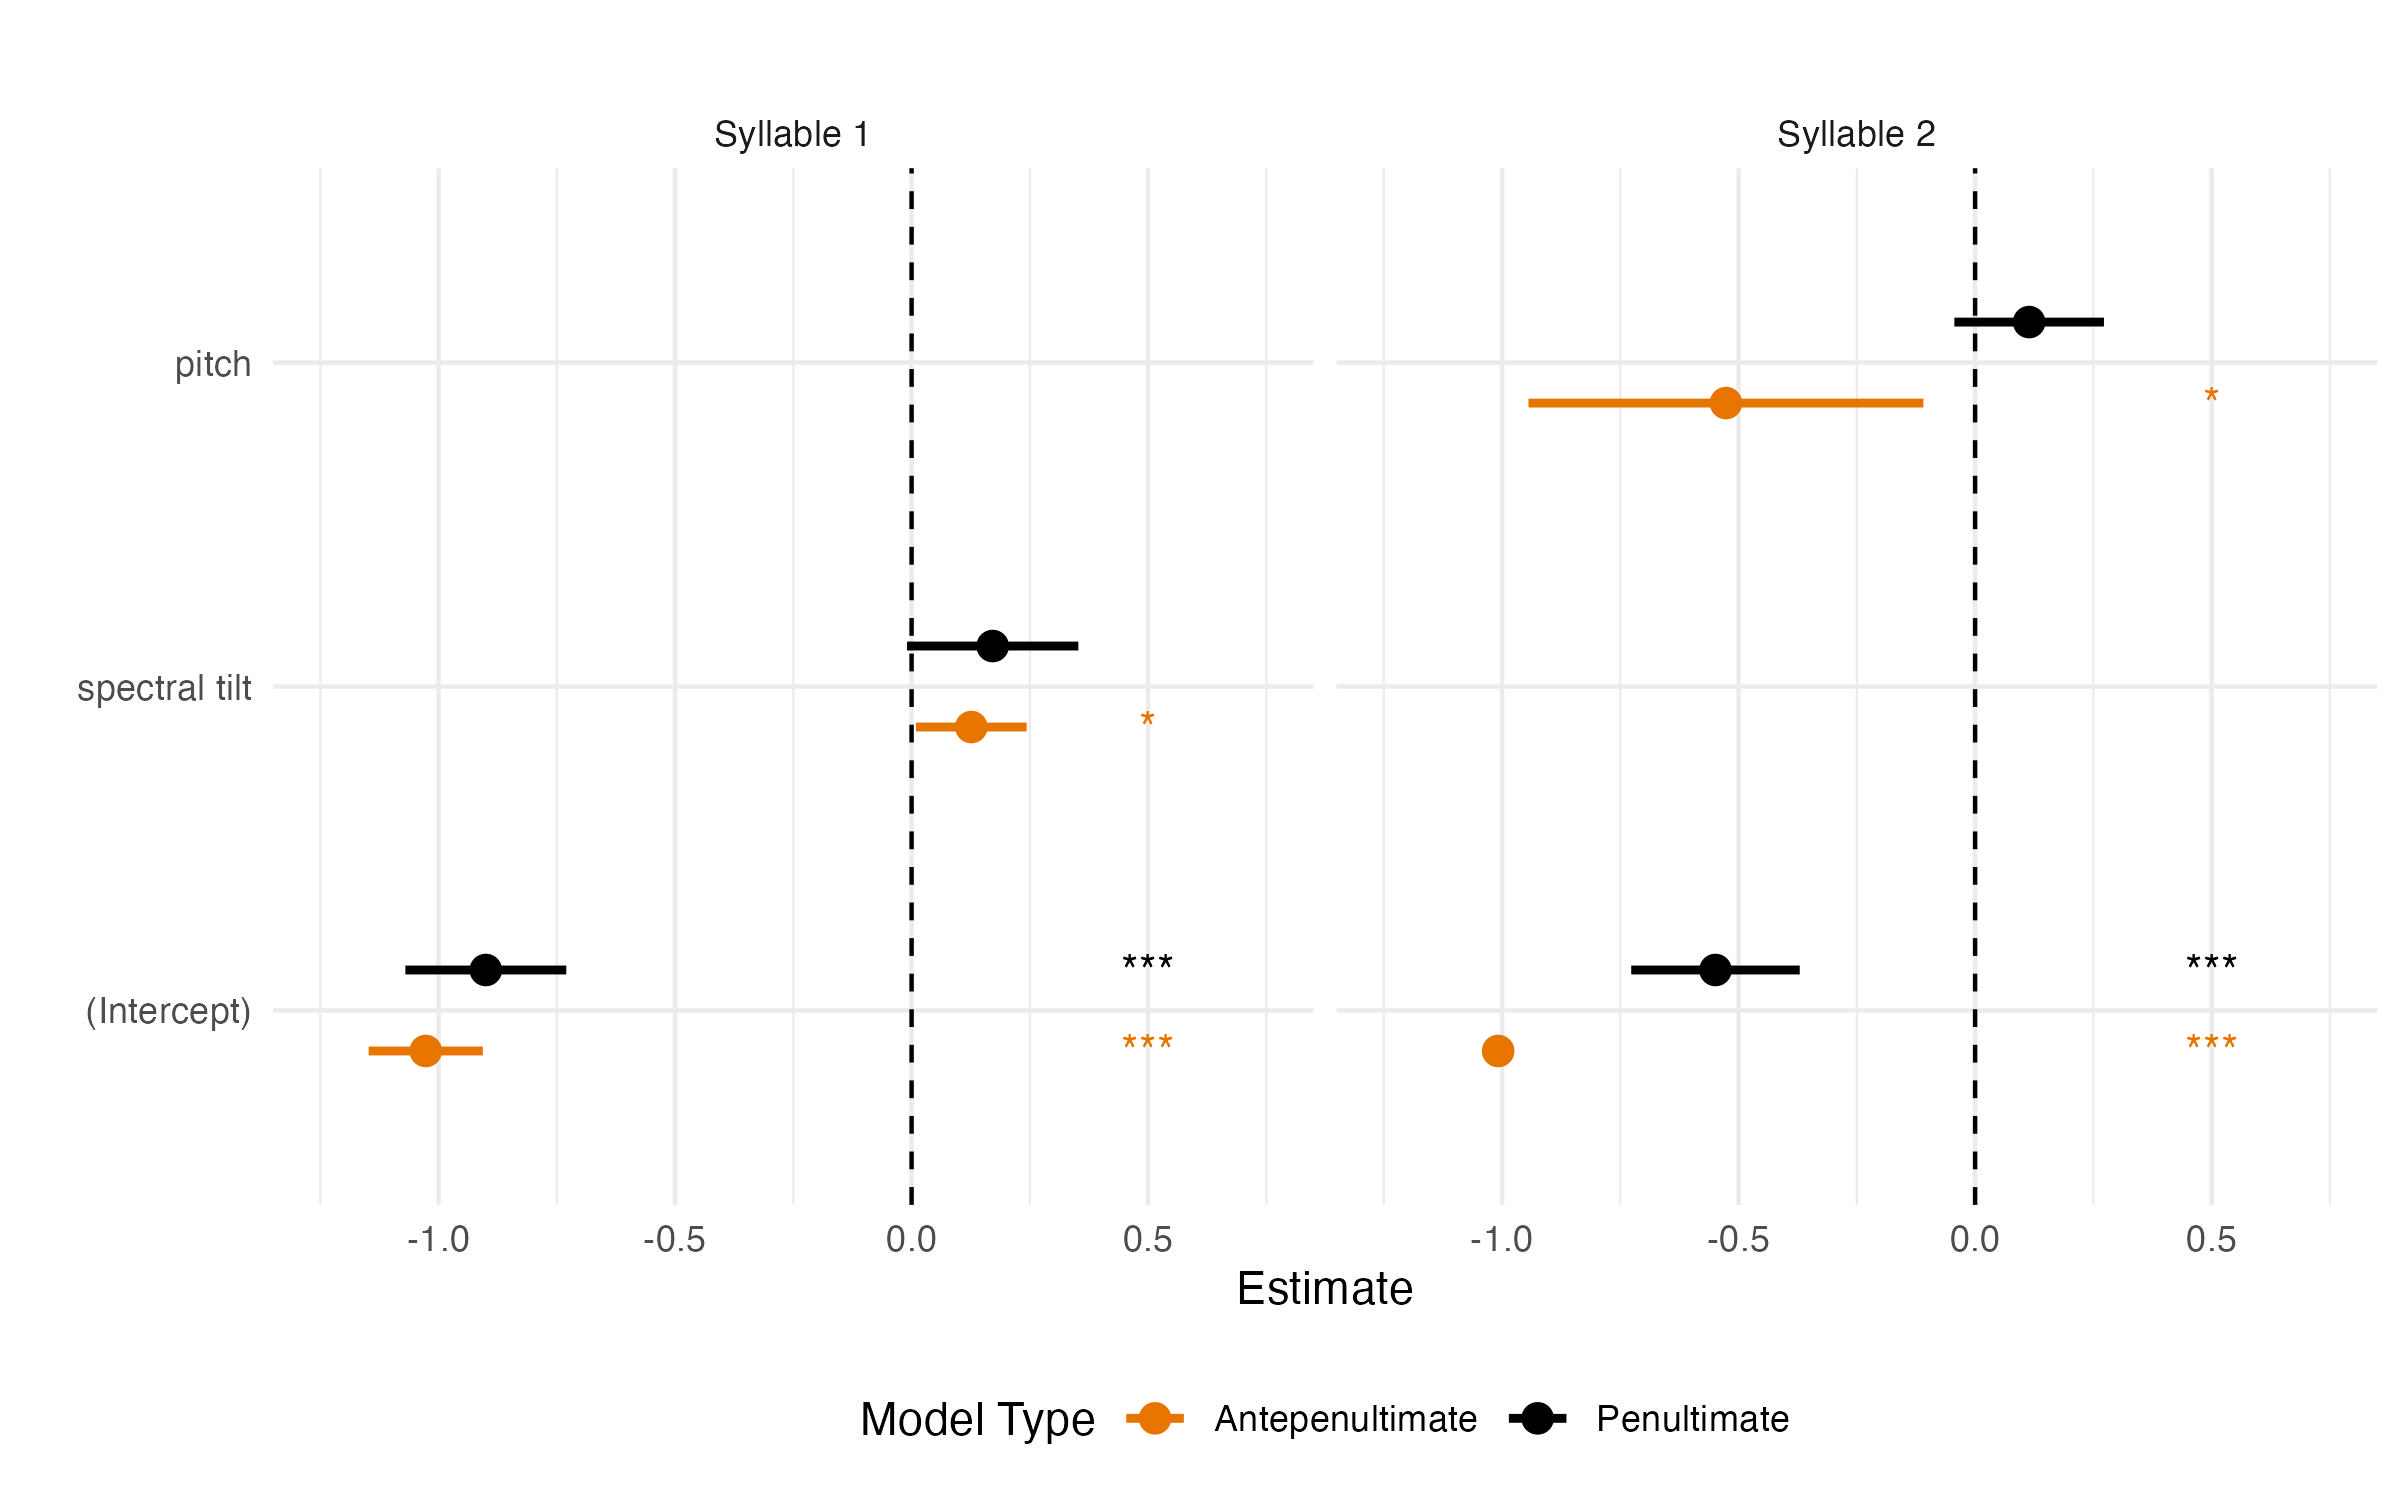 Syllable 1 Syllable 2
pitch
*
spectral tilt
*
*** ***
(Intercept)
*** ***
-1.0 -0.5 0.0 0.5 -1.0 -0.5 0.0 0.5
Estimate
Model Type Antepenultimate Penultimate